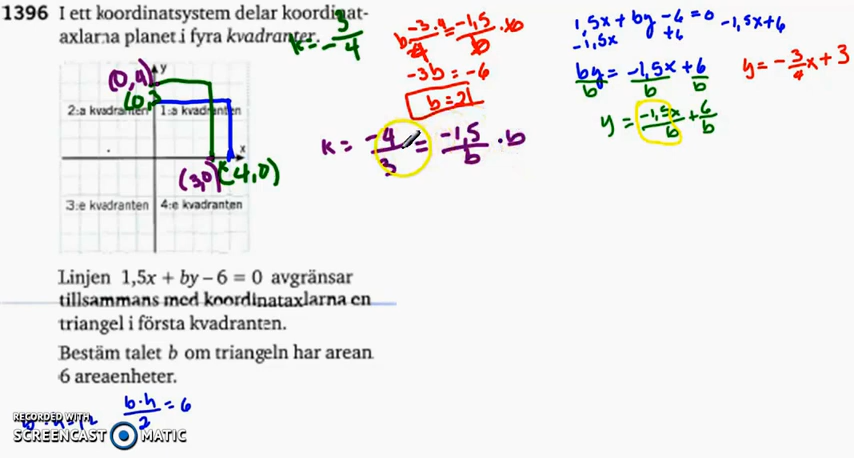 1396 I ett koordinatsystem delar koordinat-
axlarna planet i fyra kvadranter.
y
2:a kvadranten 1:a kvadranten
x
3:e kvadranten 4:e kvadranten
(0,4)
(0,3)
(3,0) (4,0)
Linjen 1,5x + by – 6 = 0 avgränsar
tillsammans med koordinataxlarna en
triangel i första kvadranten.
Bestäm talet b om triangeln har arean
6 areaenheter.
b·h/2 = 6
k = -3/4
-3b = -6
b = 2
k = -4/3 = -1,5/b · b
1,5x + by - 6 = 0 -1,5x + 6
-1,5x +6
by/b = -1,5x/b + 6/b
y = -1,5x/b + 6/b
y = -3/4x + 3
RECORDED WITH
SCREENCAST MATIC